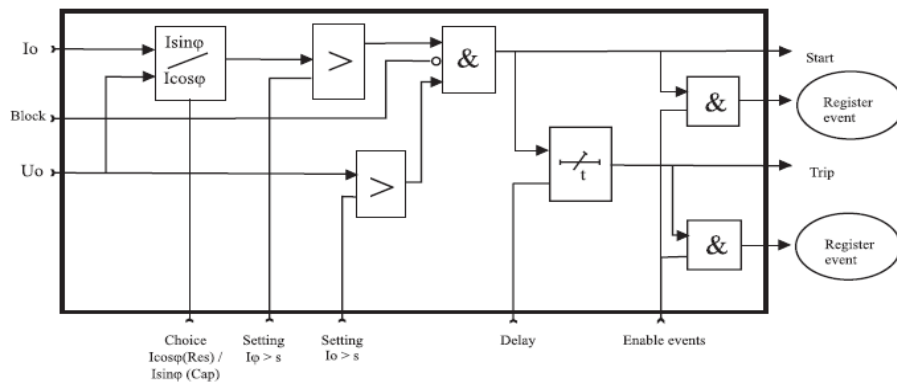 Io
Isinφ
Icosφ
>
&
Start
Block
&
Register
event
Uo
>
t
Trip
&
Register
event
Choice
Icosφ(Res) /
Isinφ (Cap)
Setting
Iφ > s
Setting
Io > s
Delay
Enable events